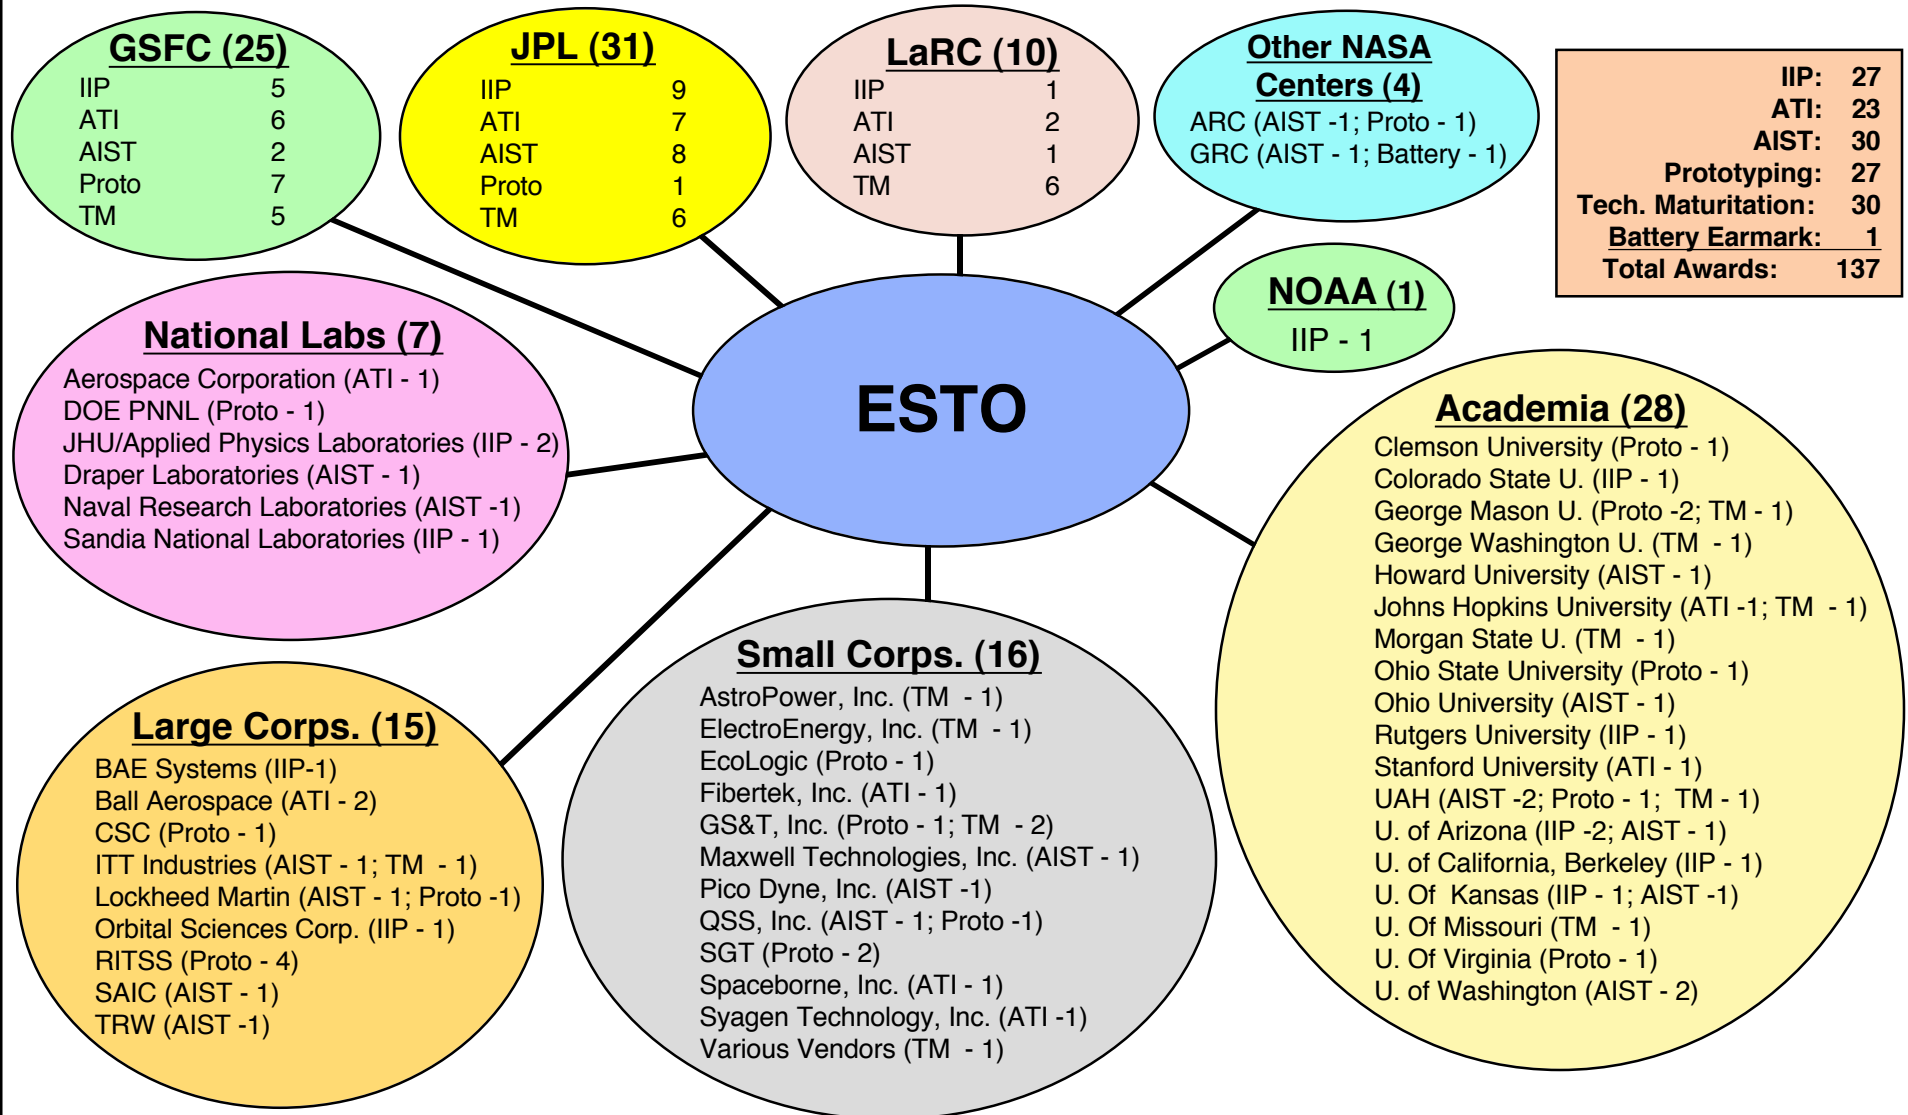 GSFC (25)
IIP 5
ATI 6
AIST 2
Proto 7
TM 5
JPL (31)
IIP 9
ATI 7
AIST 8
Proto 1
TM 6
LaRC (10)
IIP 1
ATI 2
AIST 1
TM 6
Other NASA
Centers (4)
ARC (AIST -1; Proto - 1)
GRC (AIST - 1; Battery - 1)
IIP: 27
ATI: 23
AIST: 30
Prototyping: 27
Tech. Maturitation: 30
Battery Earmark: 1
Total Awards: 137
NOAA (1)
IIP - 1
National Labs (7)
Aerospace Corporation (ATI - 1)
DOE PNNL (Proto - 1)
JHU/Applied Physics Laboratories (IIP - 2)
Draper Laboratories (AIST - 1)
Naval Research Laboratories (AIST -1)
Sandia National Laboratories (IIP - 1)
ESTO
Academia (28)
Clemson University (Proto - 1)
Colorado State U. (IIP - 1)
George Mason U. (Proto -2; TM - 1)
George Washington U. (TM - 1)
Howard University (AIST - 1)
Johns Hopkins University (ATI -1; TM - 1)
Morgan State U. (TM - 1)
Ohio State University (Proto - 1)
Ohio University (AIST - 1)
Rutgers University (IIP - 1)
Stanford University (ATI - 1)
UAH (AIST -2; Proto - 1; TM - 1)
U. of Arizona (IIP -2; AIST - 1)
U. of California, Berkeley (IIP - 1)
U. Of Kansas (IIP - 1; AIST -1)
U. Of Missouri (TM - 1)
U. Of Virginia (Proto - 1)
U. of Washington (AIST - 2)
Large Corps. (15)
BAE Systems (IIP-1)
Ball Aerospace (ATI - 2)
CSC (Proto - 1)
ITT Industries (AIST - 1; TM - 1)
Lockheed Martin (AIST - 1; Proto -1)
Orbital Sciences Corp. (IIP - 1)
RITSS (Proto - 4)
SAIC (AIST - 1)
TRW (AIST -1)
Small Corps. (16)
AstroPower, Inc. (TM - 1)
ElectroEnergy, Inc. (TM - 1)
EcoLogic (Proto - 1)
Fibertek, Inc. (ATI - 1)
GS&T, Inc. (Proto - 1; TM - 2)
Maxwell Technologies, Inc. (AIST - 1)
Pico Dyne, Inc. (AIST -1)
QSS, Inc. (AIST - 1; Proto -1)
SGT (Proto - 2)
Spaceborne, Inc. (ATI - 1)
Syagen Technology, Inc. (ATI -1)
Various Vendors (TM - 1)